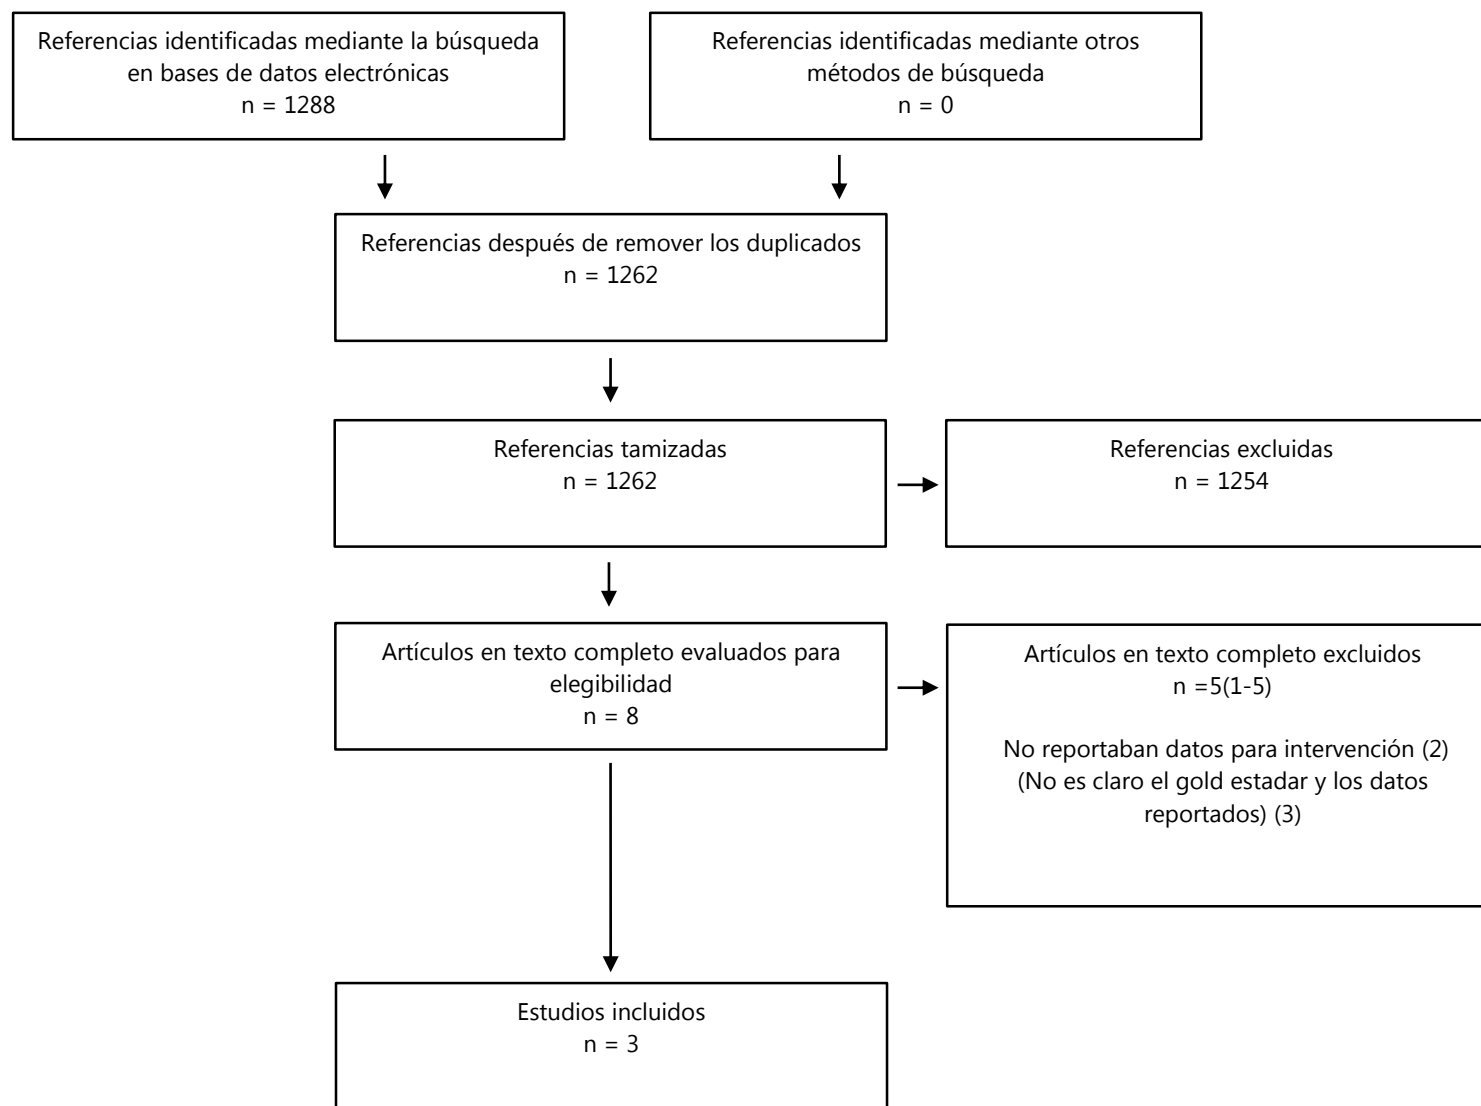 Referencias identificadas mediante la búsqueda
en bases de datos electrónicas
n = 1288
Referencias identificadas mediante otros
métodos de búsqueda
n = 0
Referencias después de remover los duplicados
n = 1262
Referencias tamizadas
n = 1262
Referencias excluidas
n = 1254
Artículos en texto completo evaluados para
elegibilidad
n = 8
Artículos en texto completo excluidos
n =5(1-5)
No reportaban datos para intervención (2)
(No es claro el gold estadar y los datos
reportados) (3)
Estudios incluidos
n = 3